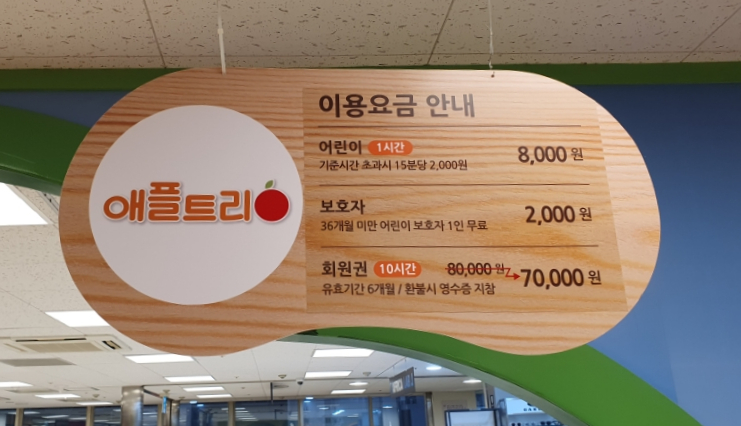 애플트리
이용요금 안내
어린이 1시간 8,000 원
기준시간 초과시 15분당 2,000원
보호자 2,000 원
36개월 미만 어린이 보호자 1인 무료
회원권 10시간 80,000원 → 70,000 원
유효기간 6개월 / 환불시 영수증 지참